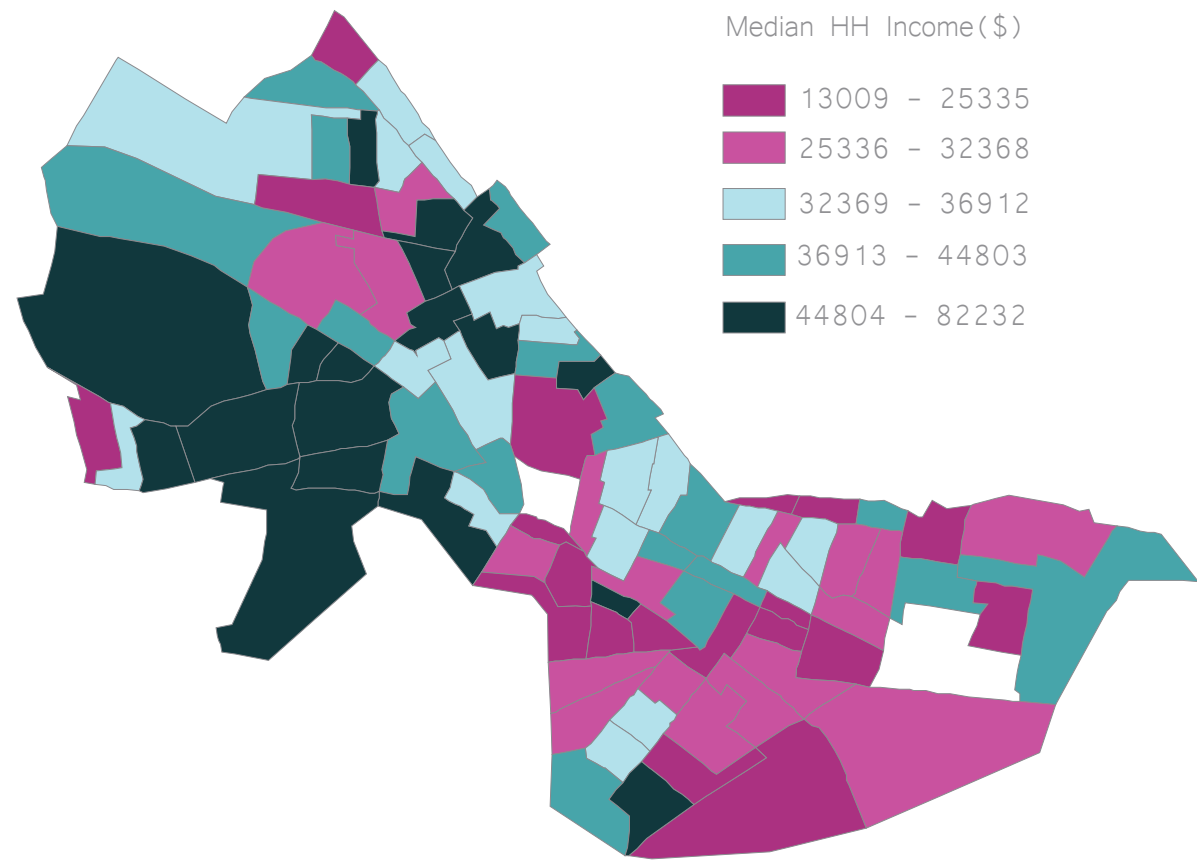 Median HH Income($)
13009 - 25335
25336 - 32368
32369 - 36912
36913 - 44803
44804 - 82232